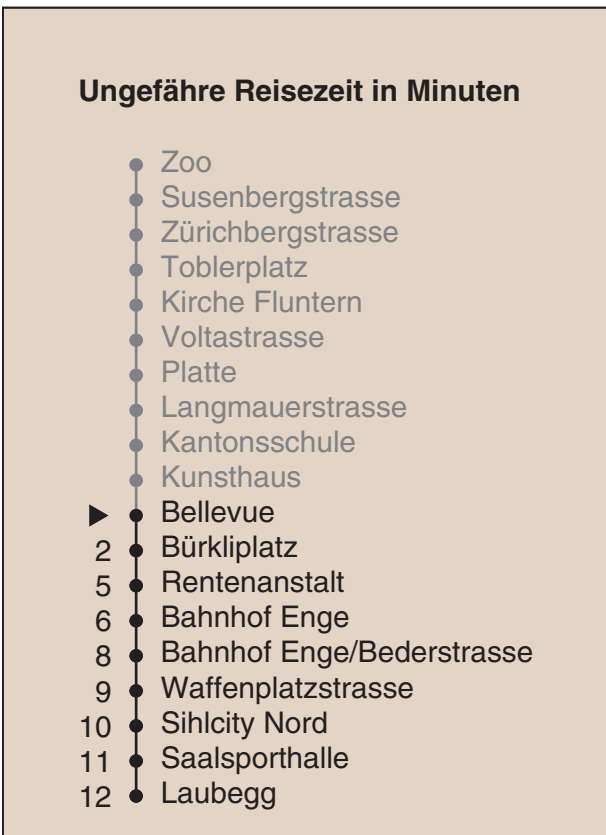 Ungefähre Reisezeit in Minuten
Zoo
Susenbergstrasse
Zürichbergstrasse
Toblerplatz
Kirche Fluntern
Voltastrasse
Platte
Langmauerstrasse
Kantonsschule
Kunsthaus
Bellevue
2 Bürkliplatz
5 Rentenanstalt
6 Bahnhof Enge
8 Bahnhof Enge/Bederstrasse
9 Waffenplatzstrasse
10 Sihlcity Nord
11 Saalsporthalle
12 Laubegg